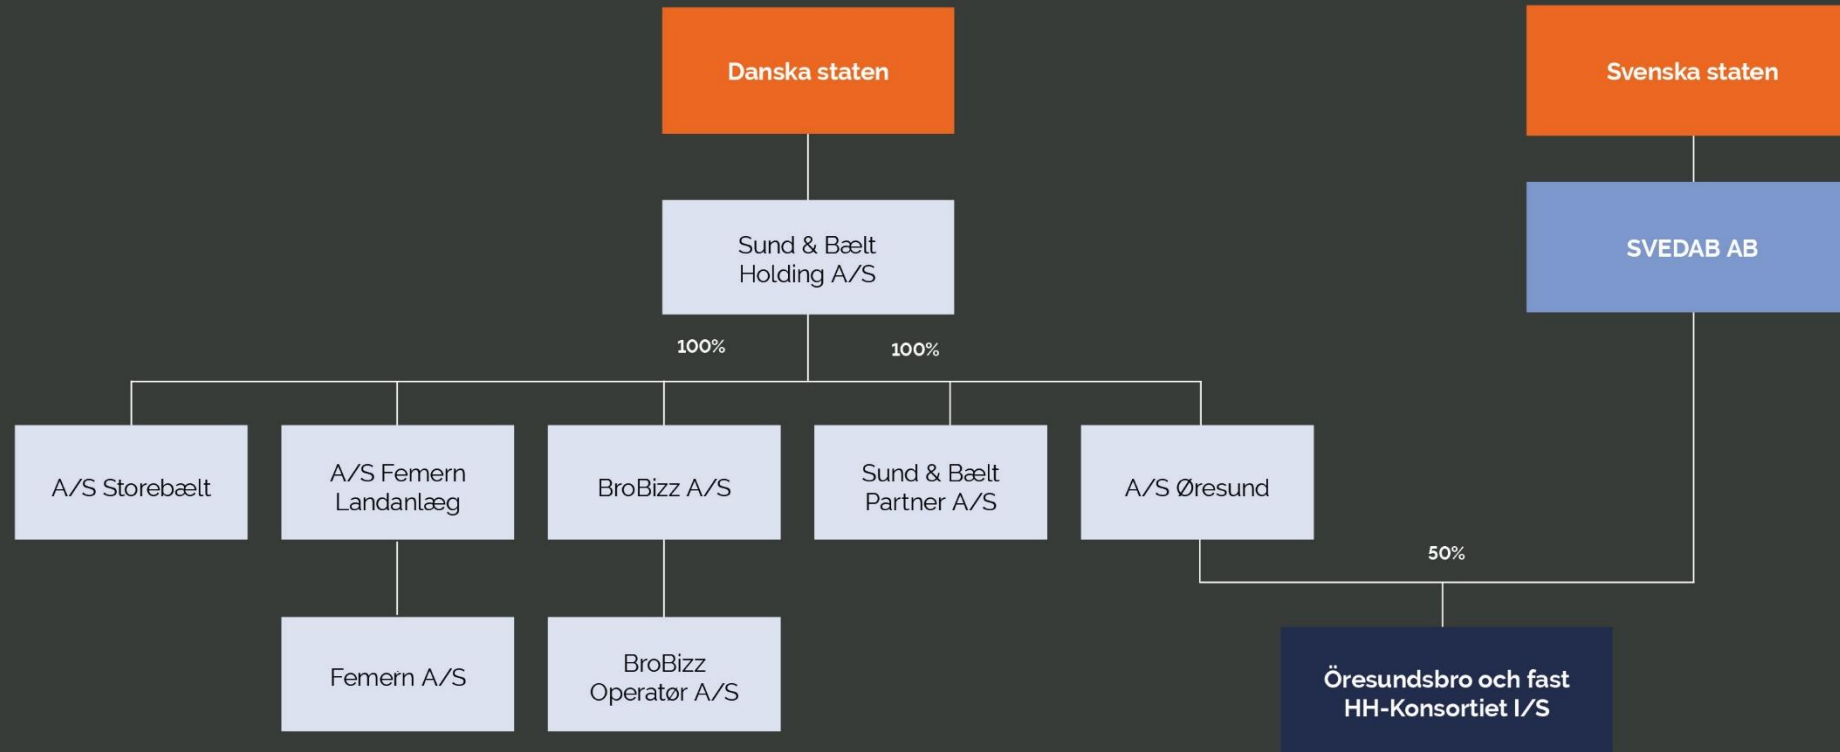 Danska staten
Svenska staten
Sund & Bælt
Holding A/S
SVEDAB AB
100%
100%
A/S Storebælt
A/S Femern
Landanlæg
BroBizz A/S
Sund & Bælt
Partner A/S
A/S Øresund
50%
Femern A/S
BroBizz
Operatør A/S
Öresundsbro och fast
HH-Konsortiet I/S